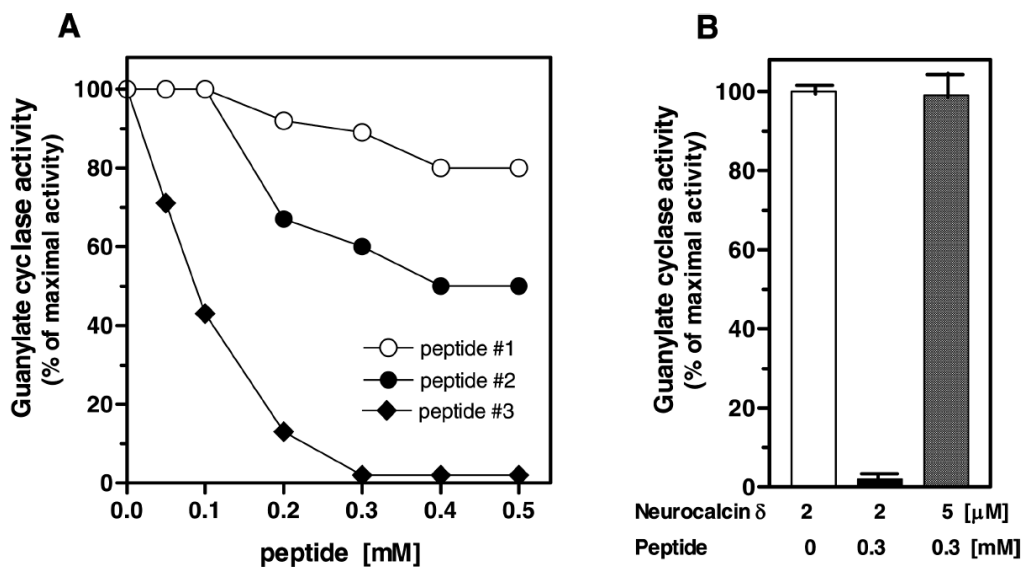 A
Guanylate cyclase activity
(% of maximal activity)
100
80
60
40
20
0
peptide #1
peptide #2
peptide #3
0.0 0.1 0.2 0.3 0.4 0.5
peptide [mM]
B
Guanylate cyclase activity
(% of maximal activity)
100
80
60
40
20
0
Neurocalcin δ 2 2 5 [μM]
Peptide 0 0.3 0.3 [mM]